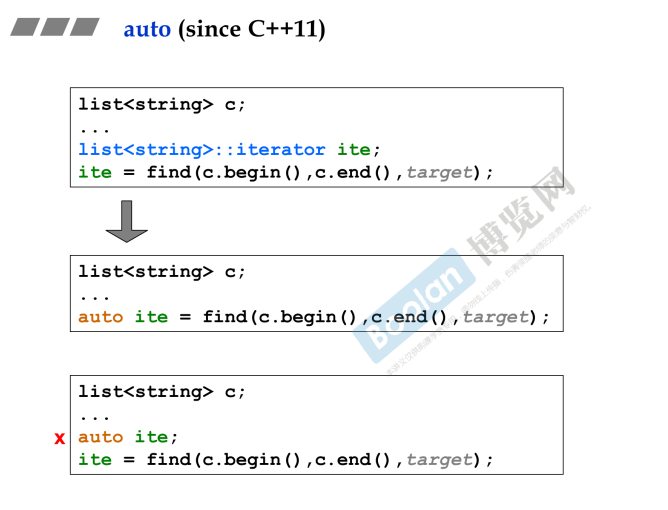 auto (since C++11)
list<string> c;
...
list<string>::iterator ite;
ite = find(c.begin(),c.end(),target);
list<string> c;
...
auto ite = find(c.begin(),c.end(),target);
list<string> c;
...
x auto ite;
ite = find(c.begin(),c.end(),target);
Boolan 博览网